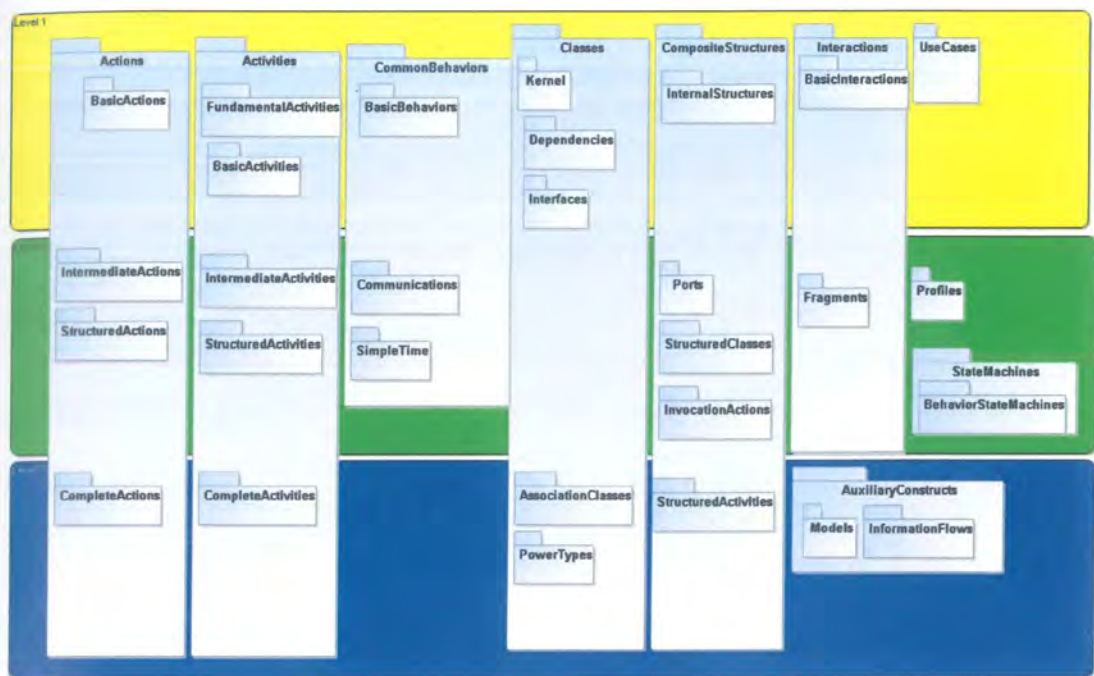 Level 1
Actions
Activities
CommonBehaviors
Classes
CompositeStructures
Interactions
UseCases
BasicActions
FundamentalActivities
BasicBehaviors
Kernel
InternalStructures
BasicInteractions
BasicActivities
Dependencies
Interfaces
IntermediateActions
IntermediateActivities
Communications
Ports
Fragments
Profiles
StructuredActions
StructuredActivities
SimpleTime
StructuredClasses
StateMachines
InvocationActions
BehaviorStateMachines
CompleteActions
CompleteActivities
AssociationClasses
StructuredActivities
AuxiliaryConstructs
PowerTypes
Models
InformationFlows